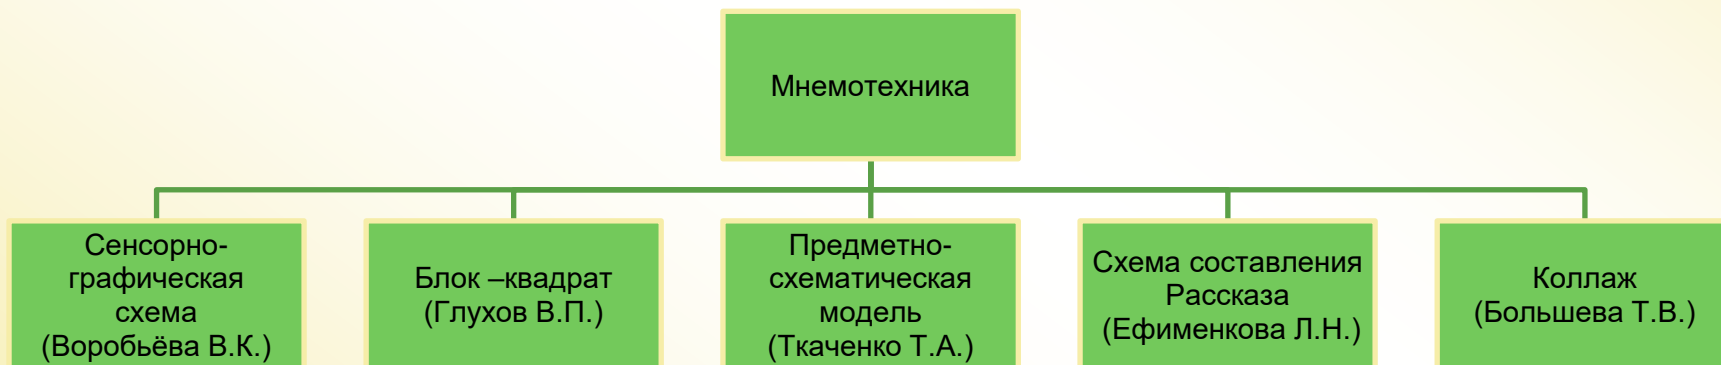 Мнемотехника
Сенсорно-
графическая
схема
(Воробьёва В.К.)
Блок –квадрат
(Глухов В.П.)
Предметно-
схематическая
модель
(Ткаченко Т.А.)
Схема составления
Рассказа
(Ефименкова Л.Н.)
Коллаж
(Большева Т.В.)